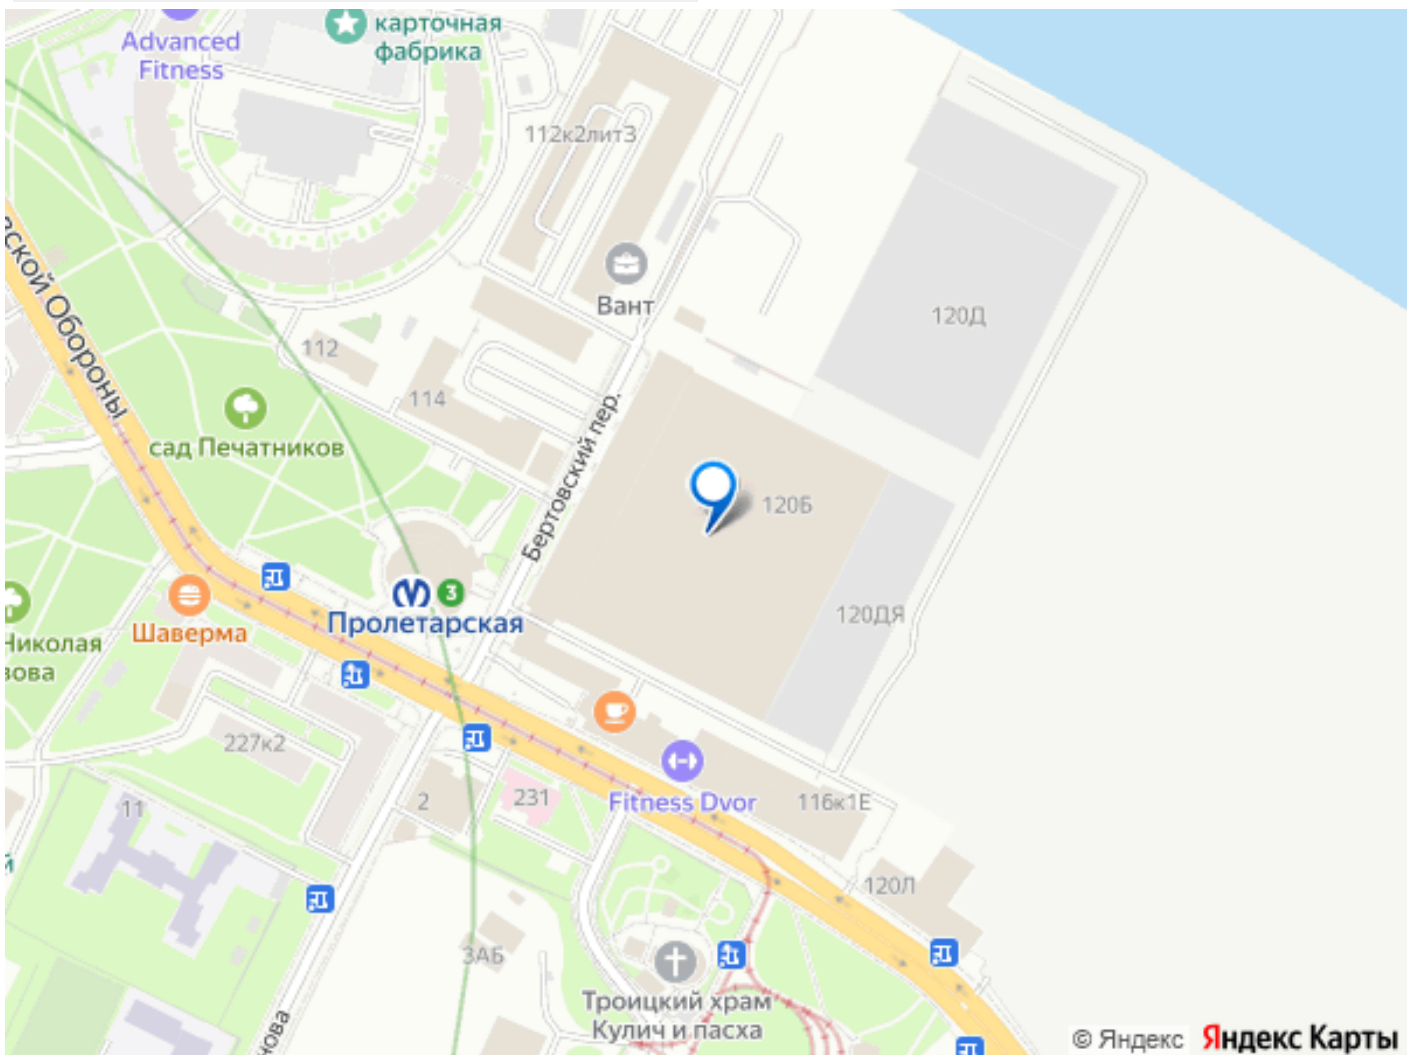 карточная
фабрика
Advanced
Fitness
112к2лит3
Вант
120Д
ской Обороны
112
114
сад Печатников
Бертовский пер.
120Б
3
Пролетарская
120ДЯ
Шаверма
227к2
2
231
Fitness Dvor
116к1Е
11
120Л
3АБ
Троицкий храм
Кулич и пасха
© Яндекс Яндекс Карты